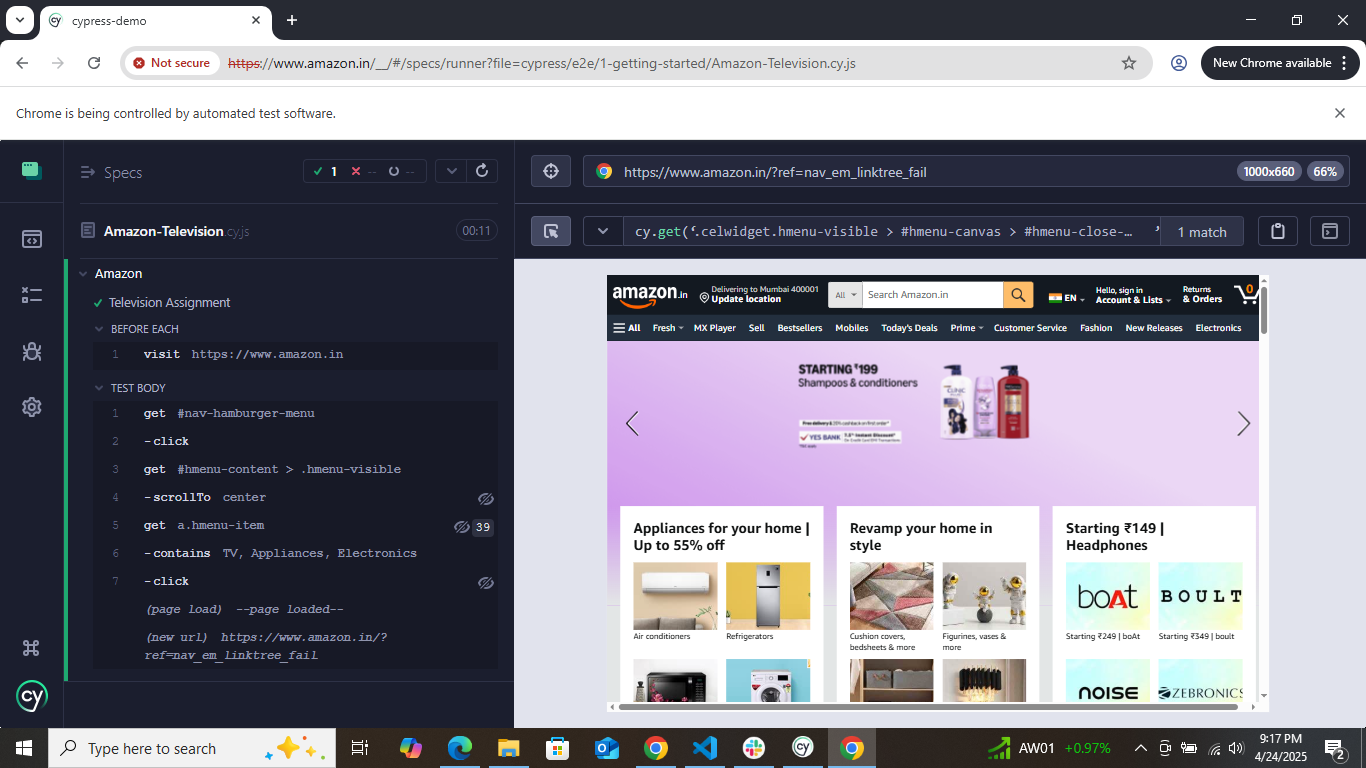 cypress-demo
Not secure
https://www.amazon.in/__/#/specs/runner?file=cypress/e2e/1-getting-started/Amazon-Television.cy.js
New Chrome available
Chrome is being controlled by automated test software.
Specs
1
--
--
https://www.amazon.in/?ref=nav_em_linktree_fail
1000x660
66%
Amazon-Television.cy.js
00:11
cy.get('.celwidget.hmenu-visible > #hmenu-canvas > #hmenu-close-… '
1 match
Amazon
Television Assignment
BEFORE EACH
1 visit https://www.amazon.in
TEST BODY
1 get #nav-hamburger-menu
2 -click
3 get #hmenu-content > .hmenu-visible
4 -scrollTo center
5 get a.hmenu-item 39
6 -contains TV, Appliances, Electronics
7 -click
(page load) --page loaded--
(new url) https://www.amazon.in/?
ref=nav_em_linktree_fail
cy
amazon.in
Delivering to Mumbai 400001
Update location
All
Search Amazon.in
EN
Hello, sign in
Account & Lists
Returns
& Orders
0
All Fresh MX Player Sell Bestsellers Mobiles Today's Deals Prime Customer Service Fashion New Releases Electronics
STARTING ₹199
Shampoos & conditioners
Free delivery & 25% cashback on first order*
YES BANK
Appliances for your home |
Up to 55% off
Air conditioners
Refrigerators
Revamp your home in
style
Cushion covers,
bedsheets & more
Figurines, vases &
more
Starting ₹149 |
Headphones
boAt
BOULT
Starting ₹249 | boAt
Starting ₹349 | boult
NOISE
ZEBRONICS
Type here to search
AW01 +0.97%
9:17 PM
4/24/2025
2